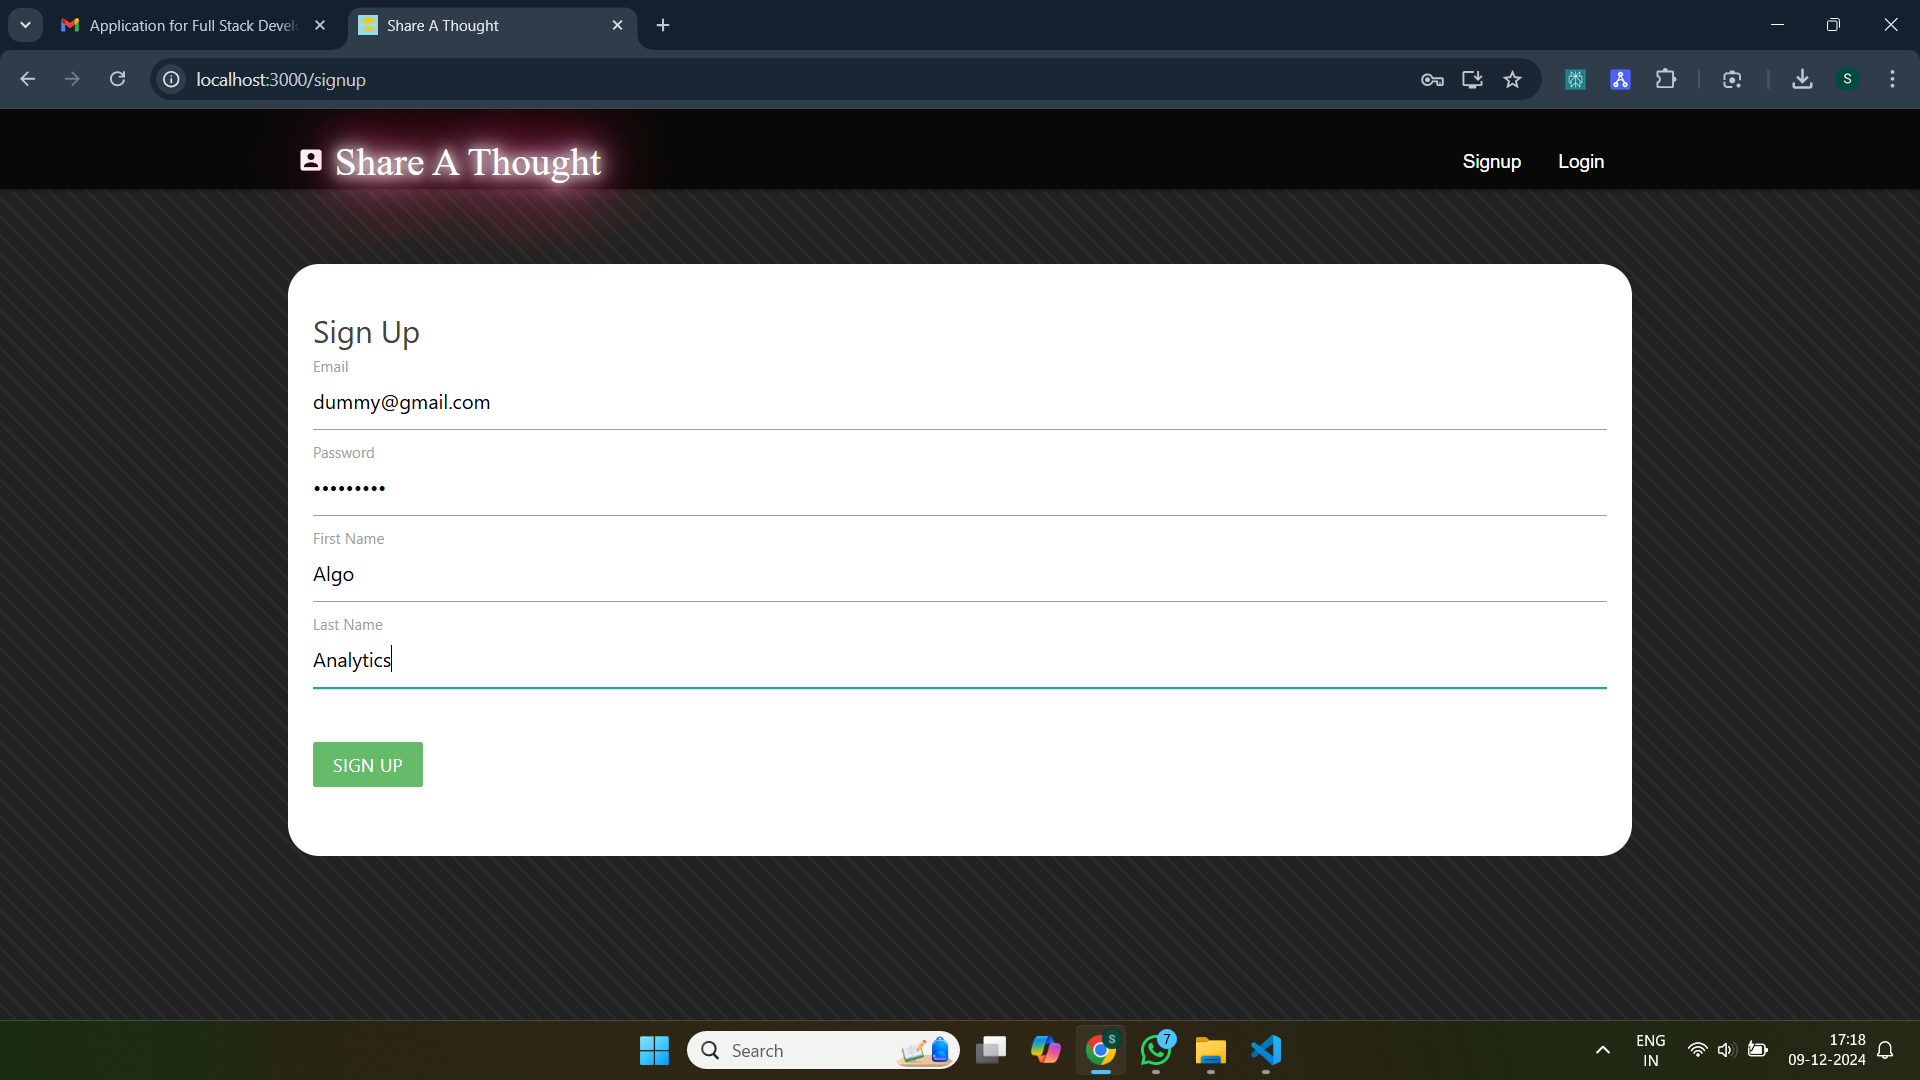 Application for Full Stack Devel
Share A Thought
localhost:3000/signup
S
Share A Thought
Signup
Login
Sign Up
Email
dummy@gmail.com
Password
•••••••••
First Name
Algo
Last Name
Analytics
SIGN UP
Search
S
7
ENG
IN
17:18
09-12-2024